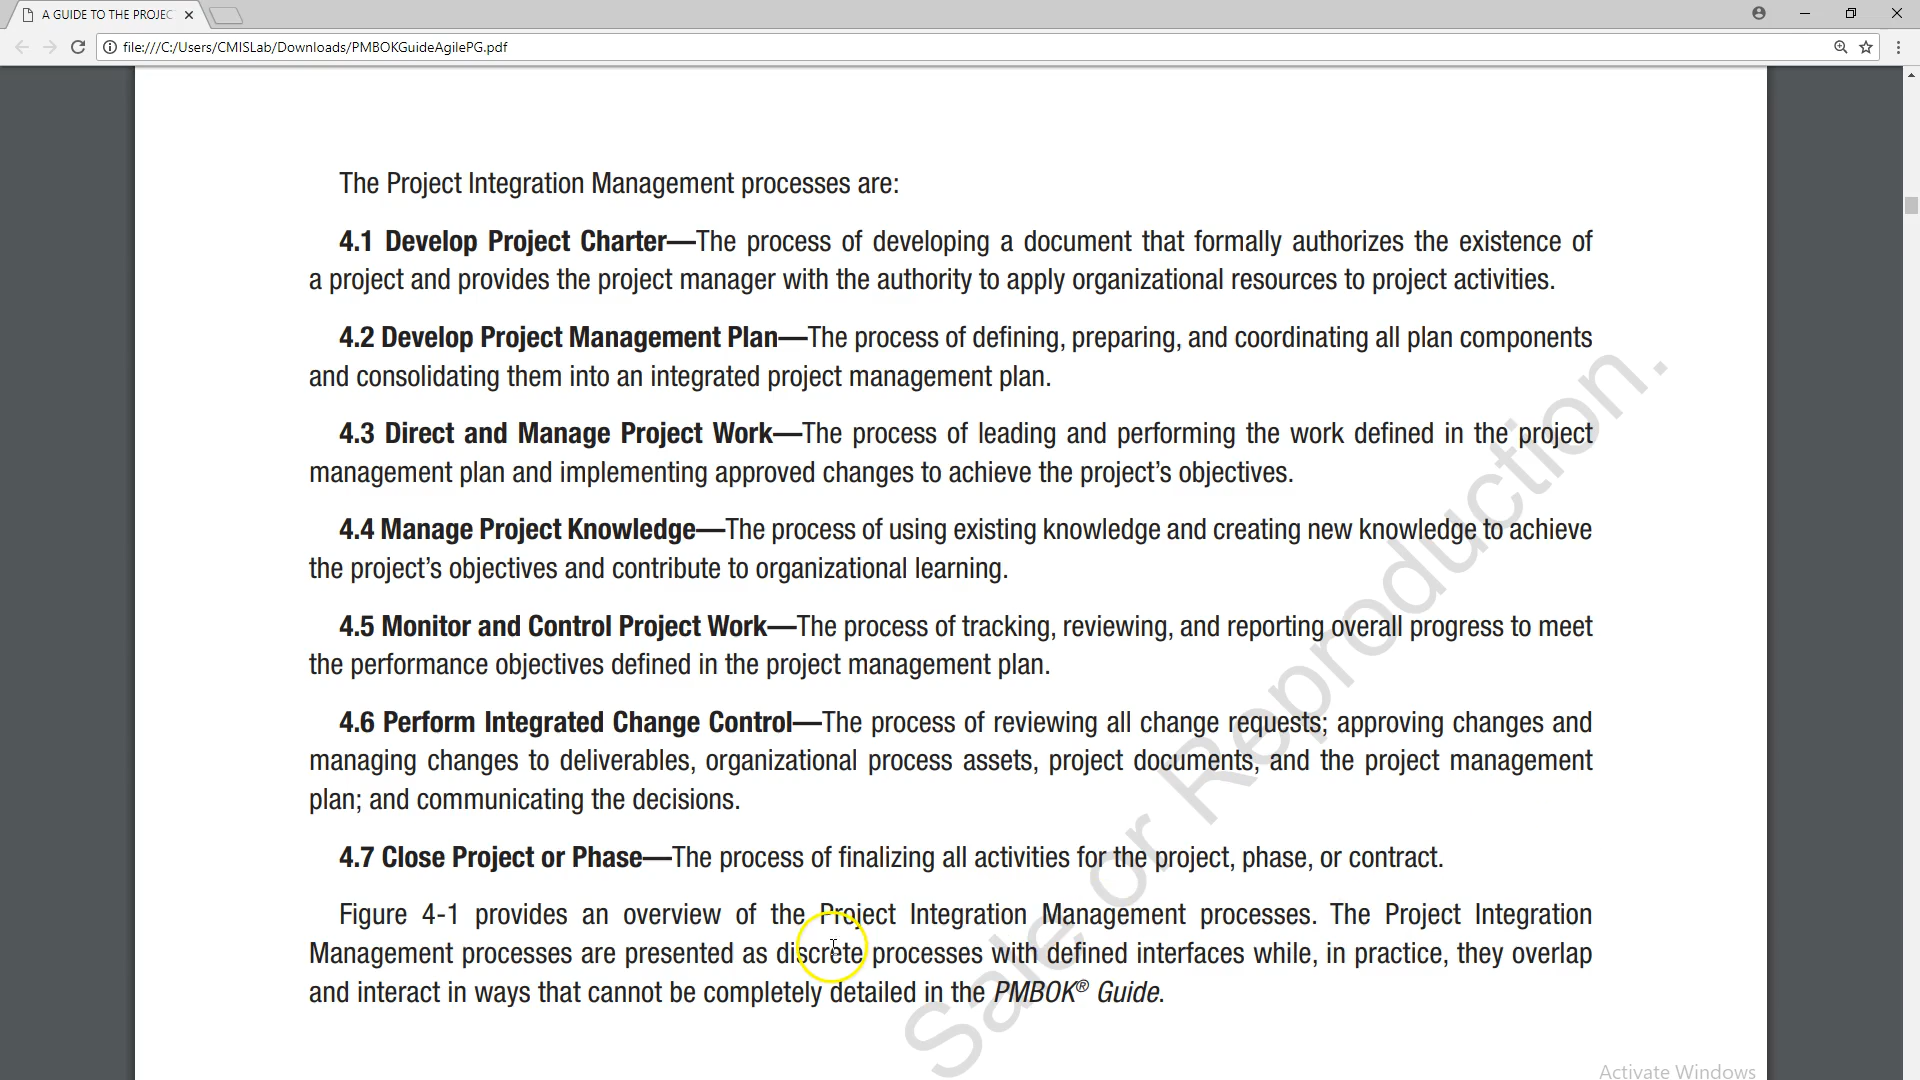 A GUIDE TO THE PROJEC
file:///C:/Users/CMISLab/Downloads/PMBOKGuideAgilePG.pdf
The Project Integration Management processes are:
4.1 Develop Project Charter—The process of developing a document that formally authorizes the existence of
a project and provides the project manager with the authority to apply organizational resources to project activities.
4.2 Develop Project Management Plan—The process of defining, preparing, and coordinating all plan components
and consolidating them into an integrated project management plan.
4.3 Direct and Manage Project Work—The process of leading and performing the work defined in the project
management plan and implementing approved changes to achieve the project's objectives.
4.4 Manage Project Knowledge—The process of using existing knowledge and creating new knowledge to achieve
the project's objectives and contribute to organizational learning.
4.5 Monitor and Control Project Work—The process of tracking, reviewing, and reporting overall progress to meet
the performance objectives defined in the project management plan.
4.6 Perform Integrated Change Control—The process of reviewing all change requests; approving changes and
managing changes to deliverables, organizational process assets, project documents, and the project management
plan; and communicating the decisions.
4.7 Close Project or Phase—The process of finalizing all activities for the project, phase, or contract.
Figure 4-1 provides an overview of the Project Integration Management processes. The Project Integration
Management processes are presented as discrete processes with defined interfaces while, in practice, they overlap
and interact in ways that cannot be completely detailed in the PMBOK® Guide.
Sale or Reproduction.
Activate Windows